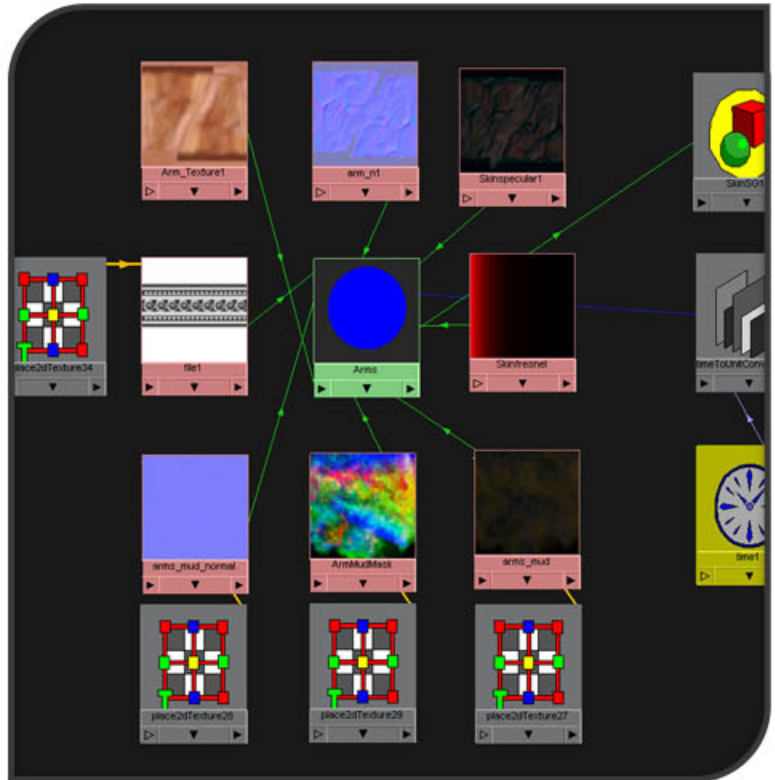 Arm_Texture1
arm_n1
Skinspecular1
SkinSG1
place2dTexture34
file1
Arms
Skinfresnel
timeToUnitConv
arms_mud_normal
ArmMudMask
arms_mud
time1
place2dTexture28
place2dTexture29
place2dTexture27